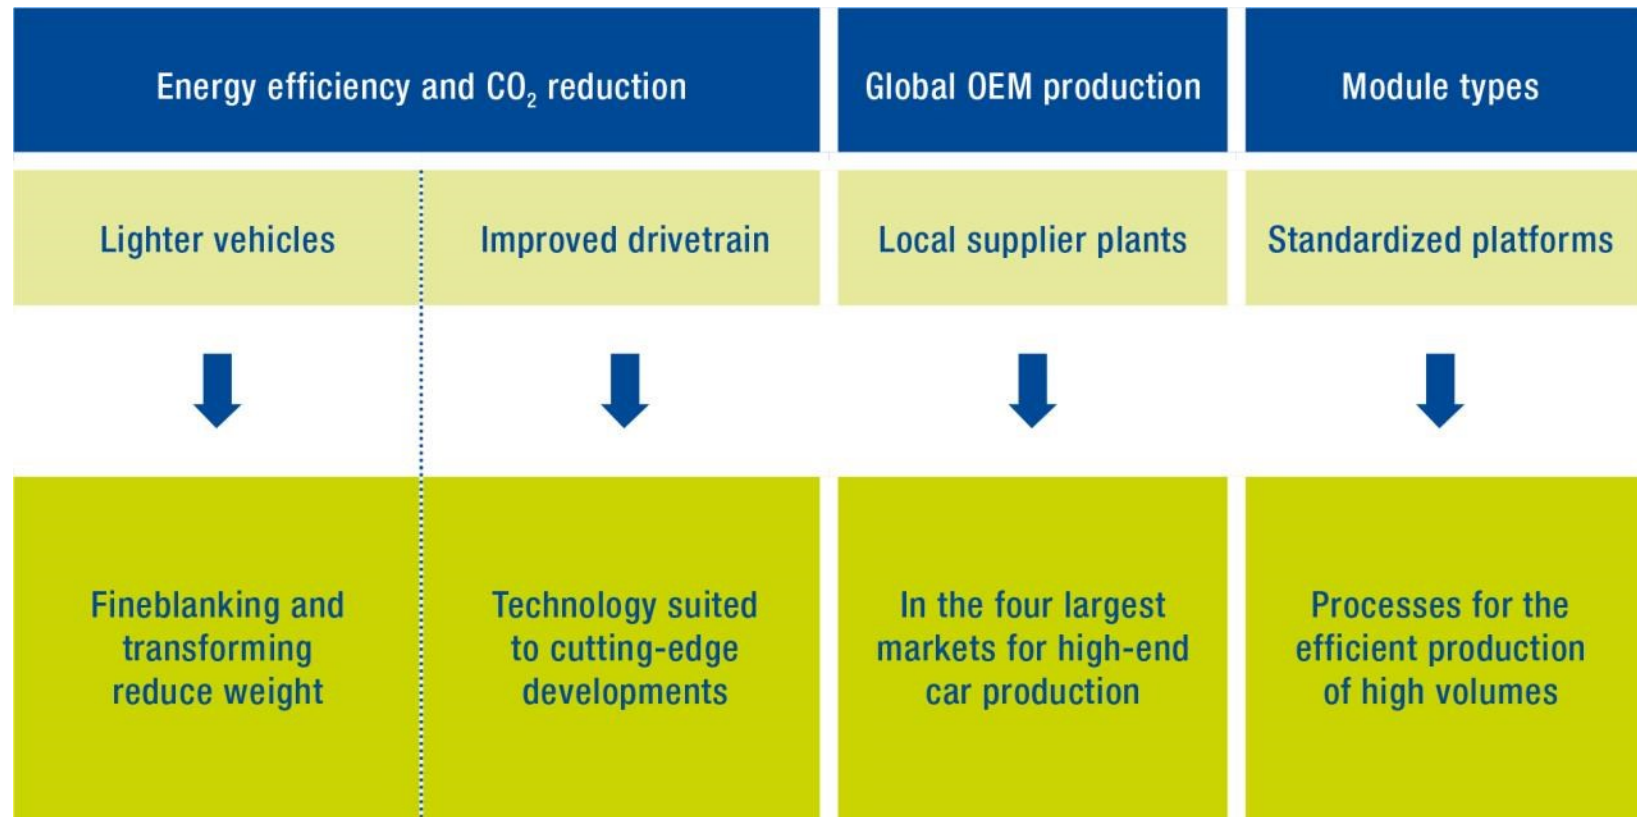 Energy efficiency and CO₂ reduction
Global OEM production
Module types
Lighter vehicles
Improved drivetrain
Local supplier plants
Standardized platforms
Fineblanking and
transforming
reduce weight
Technology suited
to cutting-edge
developments
In the four largest
markets for high-end
car production
Processes for the
efficient production
of high volumes